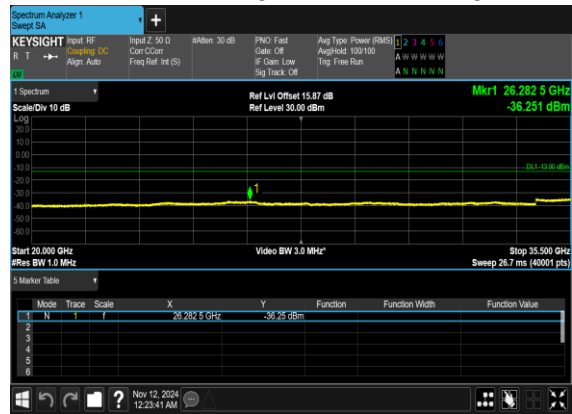 Spectrum Analyzer 1
Swept SA
+
KEYSIGHT Input: RF Input Z: 50 Ω #Atten: 30 dB PNO: Fast Avg Type: Power (RMS) 1 2 3 4 5 6
R T Coupling: DC Corr CCorr Gate: Off Avg|Hold: 100/100 A W W W W W
Align: Auto Freq Ref: Int (S) IF Gain: Low Trig: Free Run
Sig Track: Off A N N N N N
1 Spectrum Ref Lvl Offset 15.87 dB Mkr1 26.282 5 GHz
Scale/Div 10 dB Ref Level 30.00 dBm -36.251 dBm
Log
20.0
10.0
0.00
-10.0
DL1 -13.00 dBm
-20.0
1
-30.0
-40.0
-50.0
-60.0
Start 20.000 GHz Video BW 3.0 MHz* Stop 35.500 GHz
#Res BW 1.0 MHz Sweep 26.7 ms (40001 pts)
5 Marker Table
Mode Trace Scale X Y Function Function Width Function Value
1 N 1 f 26.282 5 GHz -36.25 dBm
2
3
4
5
6
? Nov 12, 2024
12:23:41 AM